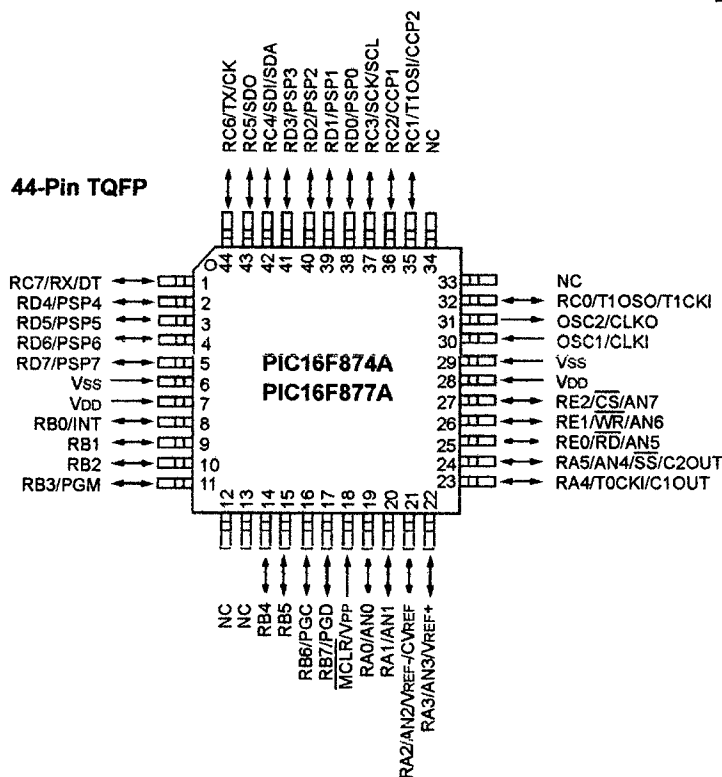 44-Pin TQFP
RC6/TX/CK
RC5/SDO
RC4/SDI/SDA
RD3/PSP3
RD2/PSP2
RD1/PSP1
RD0/PSP0
RC3/SCK/SCL
RC2/CCP1
RC1/T1OSI/CCP2
NC
44
43
42
41
40
39
38
37
36
35
34
RC7/RX/DT 1
RD4/PSP4 2
RD5/PSP5 3
RD6/PSP6 4
RD7/PSP7 5
VSS 6
VDD 7
RB0/INT 8
RB1 9
RB2 10
RB3/PGM 11
PIC16F874A
PIC16F877A
33 NC
32 RC0/T1OSO/T1CKI
31 OSC2/CLKO
30 OSC1/CLKI
29 VSS
28 VDD
27 RE2/CS/AN7
26 RE1/WR/AN6
25 RE0/RD/AN5
24 RA5/AN4/SS/C2OUT
23 RA4/T0CKI/C1OUT
12
13
14
15
16
17
18
19
20
21
22
NC
NC
RB4
RB5
RB6/PGC
RB7/PGD
MCLR/VPP
RA0/AN0
RA1/AN1
RA2/AN2/VREF-/CVREF
RA3/AN3/VREF+